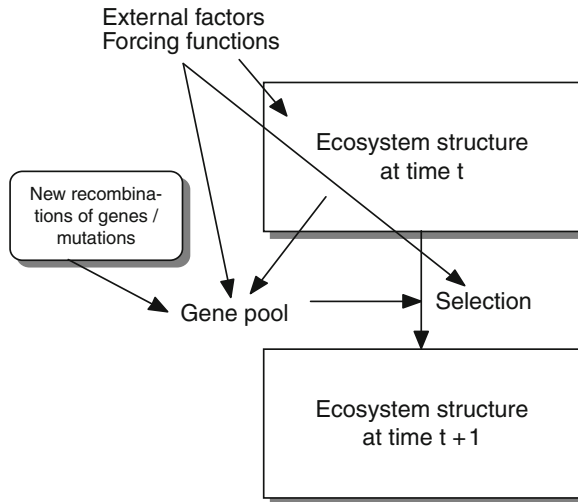 External factors
Forcing functions
Ecosystem structure
at time t
New recombina-
tions of genes /
mutations
Gene pool
Selection
Ecosystem structure
at time t +1